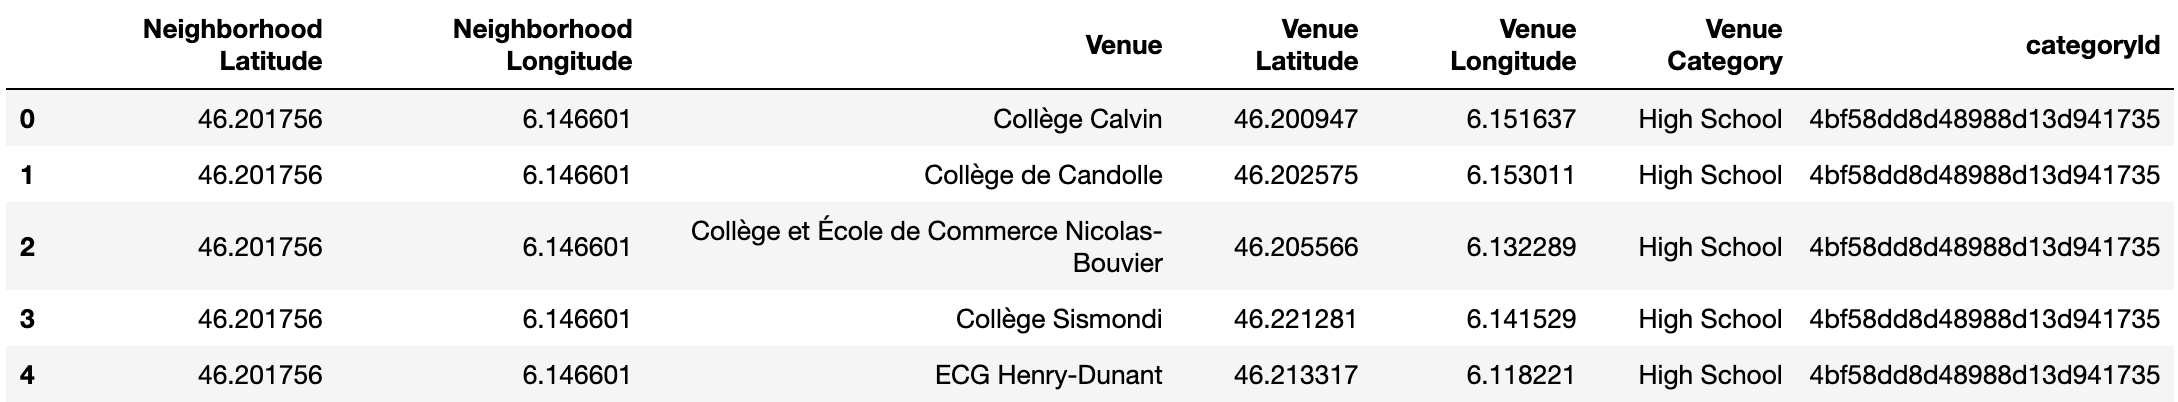 Neighborhood Latitude Neighborhood Longitude Venue Venue Latitude Venue Longitude Venue Category categoryId
0 46.201756 6.146601 Collège Calvin 46.200947 6.151637 High School 4bf58dd8d48988d13d941735
1 46.201756 6.146601 Collège de Candolle 46.202575 6.153011 High School 4bf58dd8d48988d13d941735
2 46.201756 6.146601 Collège et École de Commerce Nicolas-Bouvier 46.205566 6.132289 High School 4bf58dd8d48988d13d941735
3 46.201756 6.146601 Collège Sismondi 46.221281 6.141529 High School 4bf58dd8d48988d13d941735
4 46.201756 6.146601 ECG Henry-Dunant 46.213317 6.118221 High School 4bf58dd8d48988d13d941735